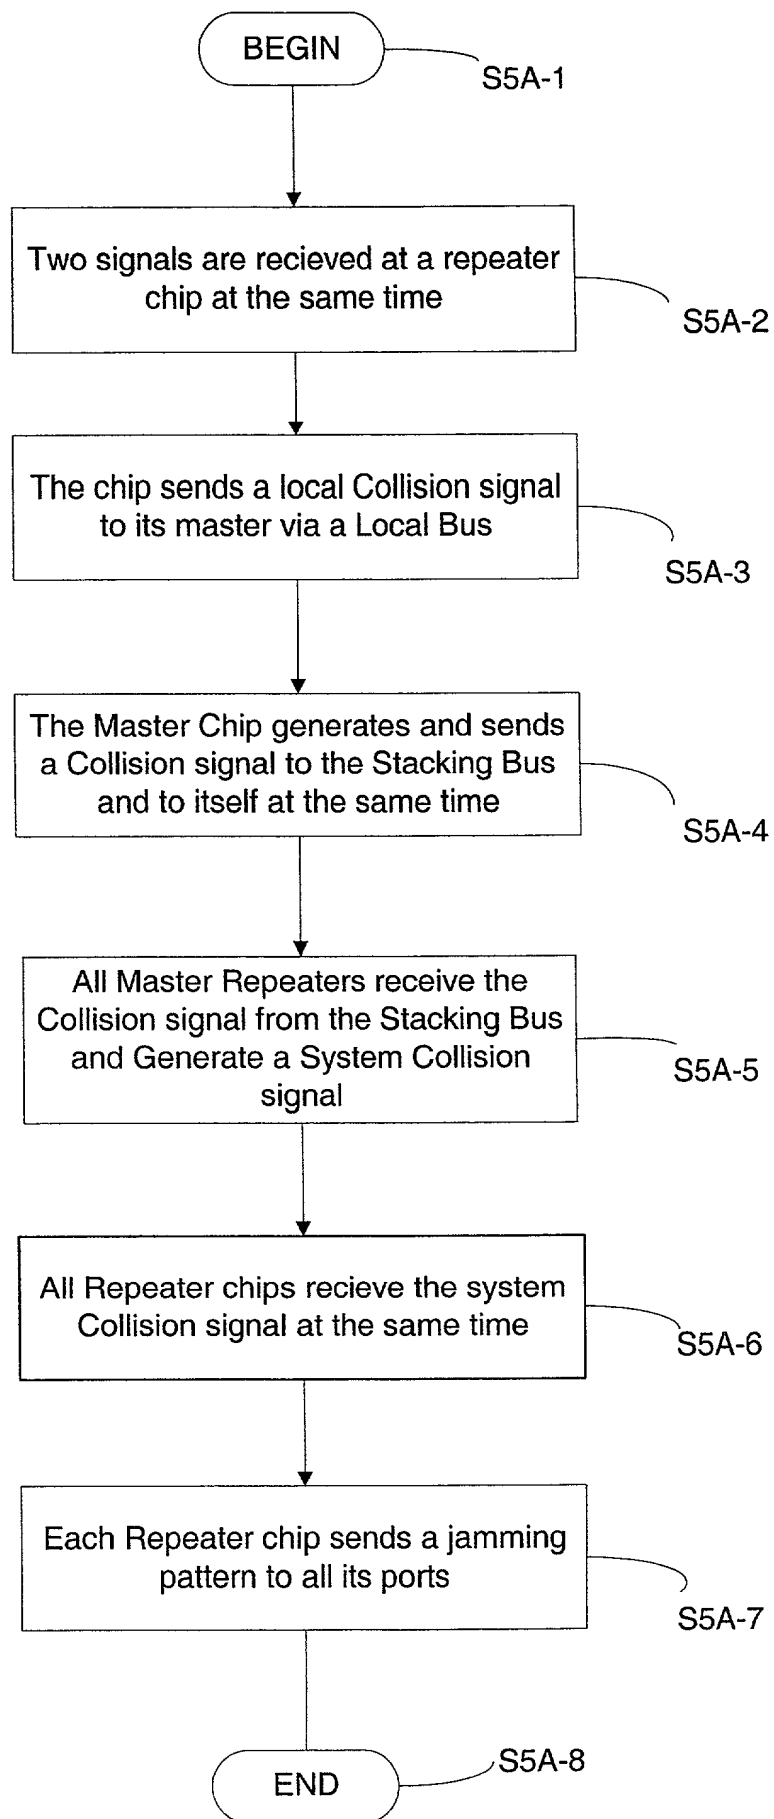 BEGIN
S5A-1
Two signals are recieved at a repeater
chip at the same time
S5A-2
The chip sends a local Collision signal
to its master via a Local Bus
S5A-3
The Master Chip generates and sends
a Collision signal to the Stacking Bus
and to itself at the same time
S5A-4
All Master Repeaters receive the
Collision signal from the Stacking Bus
and Generate a System Collision
signal
S5A-5
All Repeater chips recieve the system
Collision signal at the same time
S5A-6
Each Repeater chip sends a jamming
pattern to all its ports
S5A-7
END
S5A-8